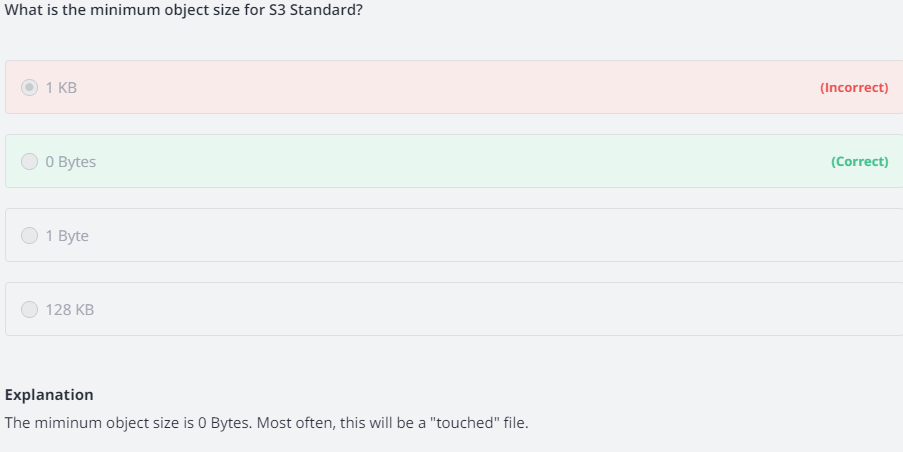 What is the minimum object size for S3 Standard?
1 KB (Incorrect)
0 Bytes (Correct)
1 Byte
128 KB
Explanation
The miminum object size is 0 Bytes. Most often, this will be a "touched" file.